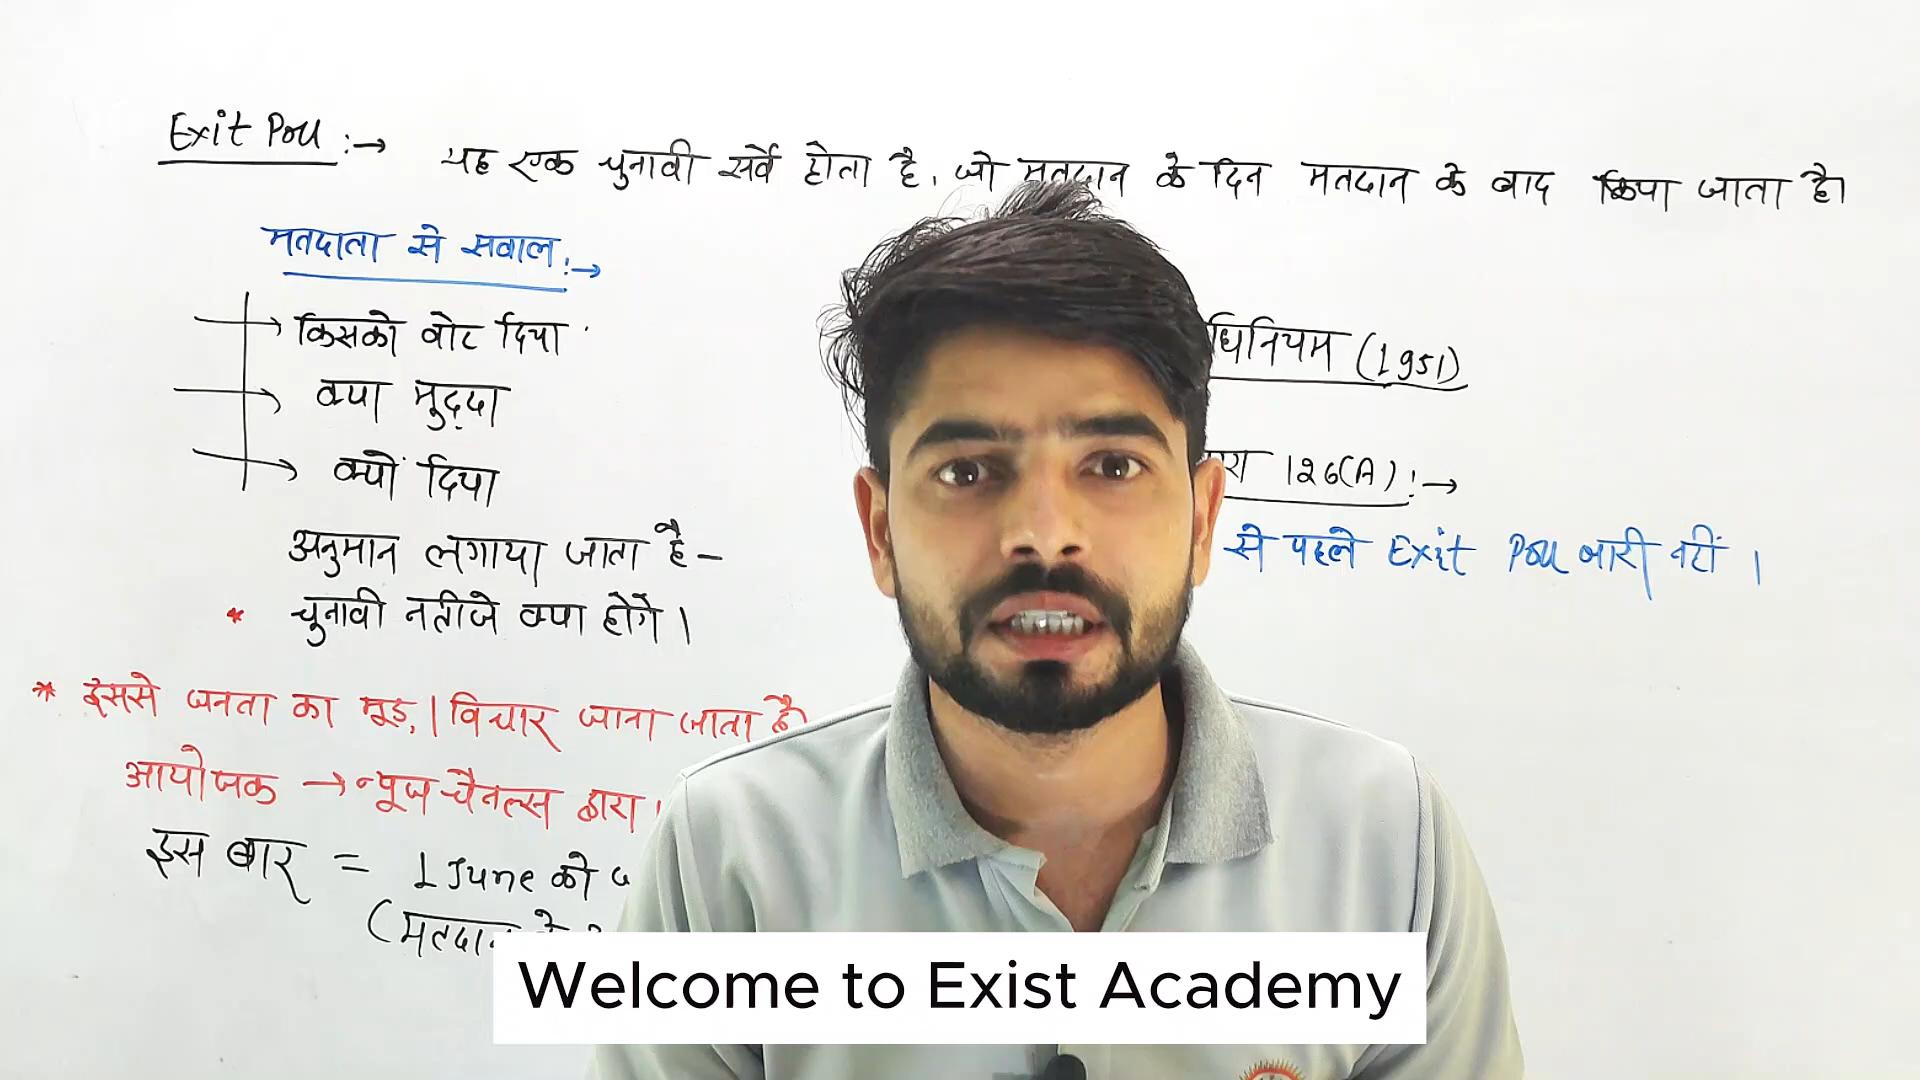 Exit Poll :→ यह एक चुनावी सर्वे होता है, जो मतदान के दिन मतदान के बाद किया जाता है।
मतदाता से सवाल :→
किसको वोट दिया
क्या मुद्दा
क्यों दिया
अनुमान लगाया जाता है –
* चुनावी नतीजे क्या होंगे।
* इससे जनता का मूड, । विचार जाना जाता है
आयोजक → न्यूज चैनल्स द्वारा।
इस बार = 1 June को
(मतदान
धिनियम (1951)
126(A) :→
से पहले Exit Poll जारी नहीं ।
Welcome to Exist Academy